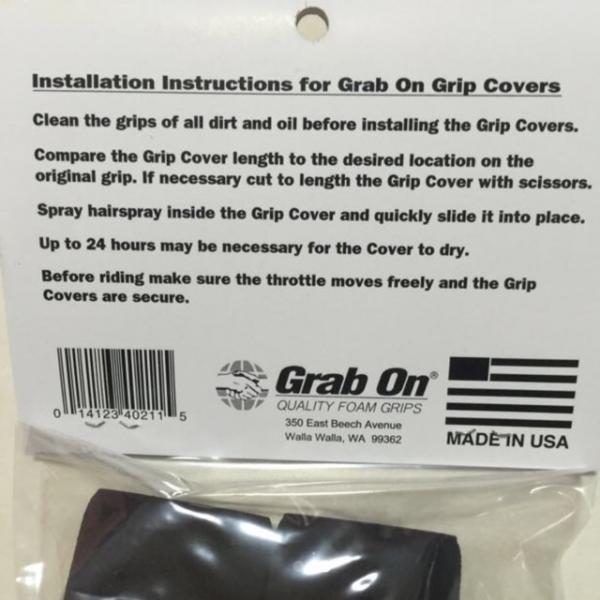 Installation Instructions for Grab On Grip Covers
Clean the grips of all dirt and oil before installing the Grip Covers.
Compare the Grip Cover length to the desired location on the
original grip. If necessary cut to length the Grip Cover with scissors.
Spray hairspray inside the Grip Cover and quickly slide it into place.
Up to 24 hours may be necessary for the Cover to dry.
Before riding make sure the throttle moves freely and the Grip
Covers are secure.
0 14123 40211 5
Grab On®
QUALITY FOAM GRIPS
350 East Beech Avenue
Walla Walla, WA 99362
MADE IN USA